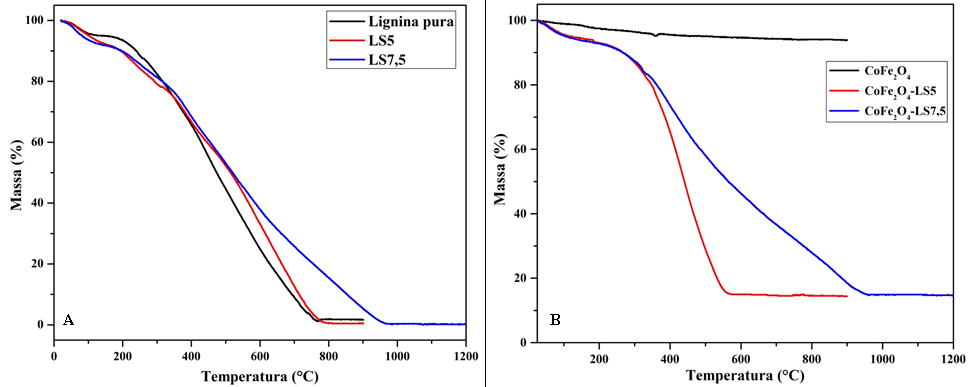 100
80
60
40
20
0
Massa (%)
Lignina pura
LS5
LS7,5
A
0
200
400
600
800
1000
1200
Temperatura (°C)
100
80
60
40
20
0
Massa (%)
CoFe₂O₄
CoFe₂O₄-LS5
CoFe₂O₄-LS7,5
B
200
400
600
800
1000
1200
Temperatura (°C)